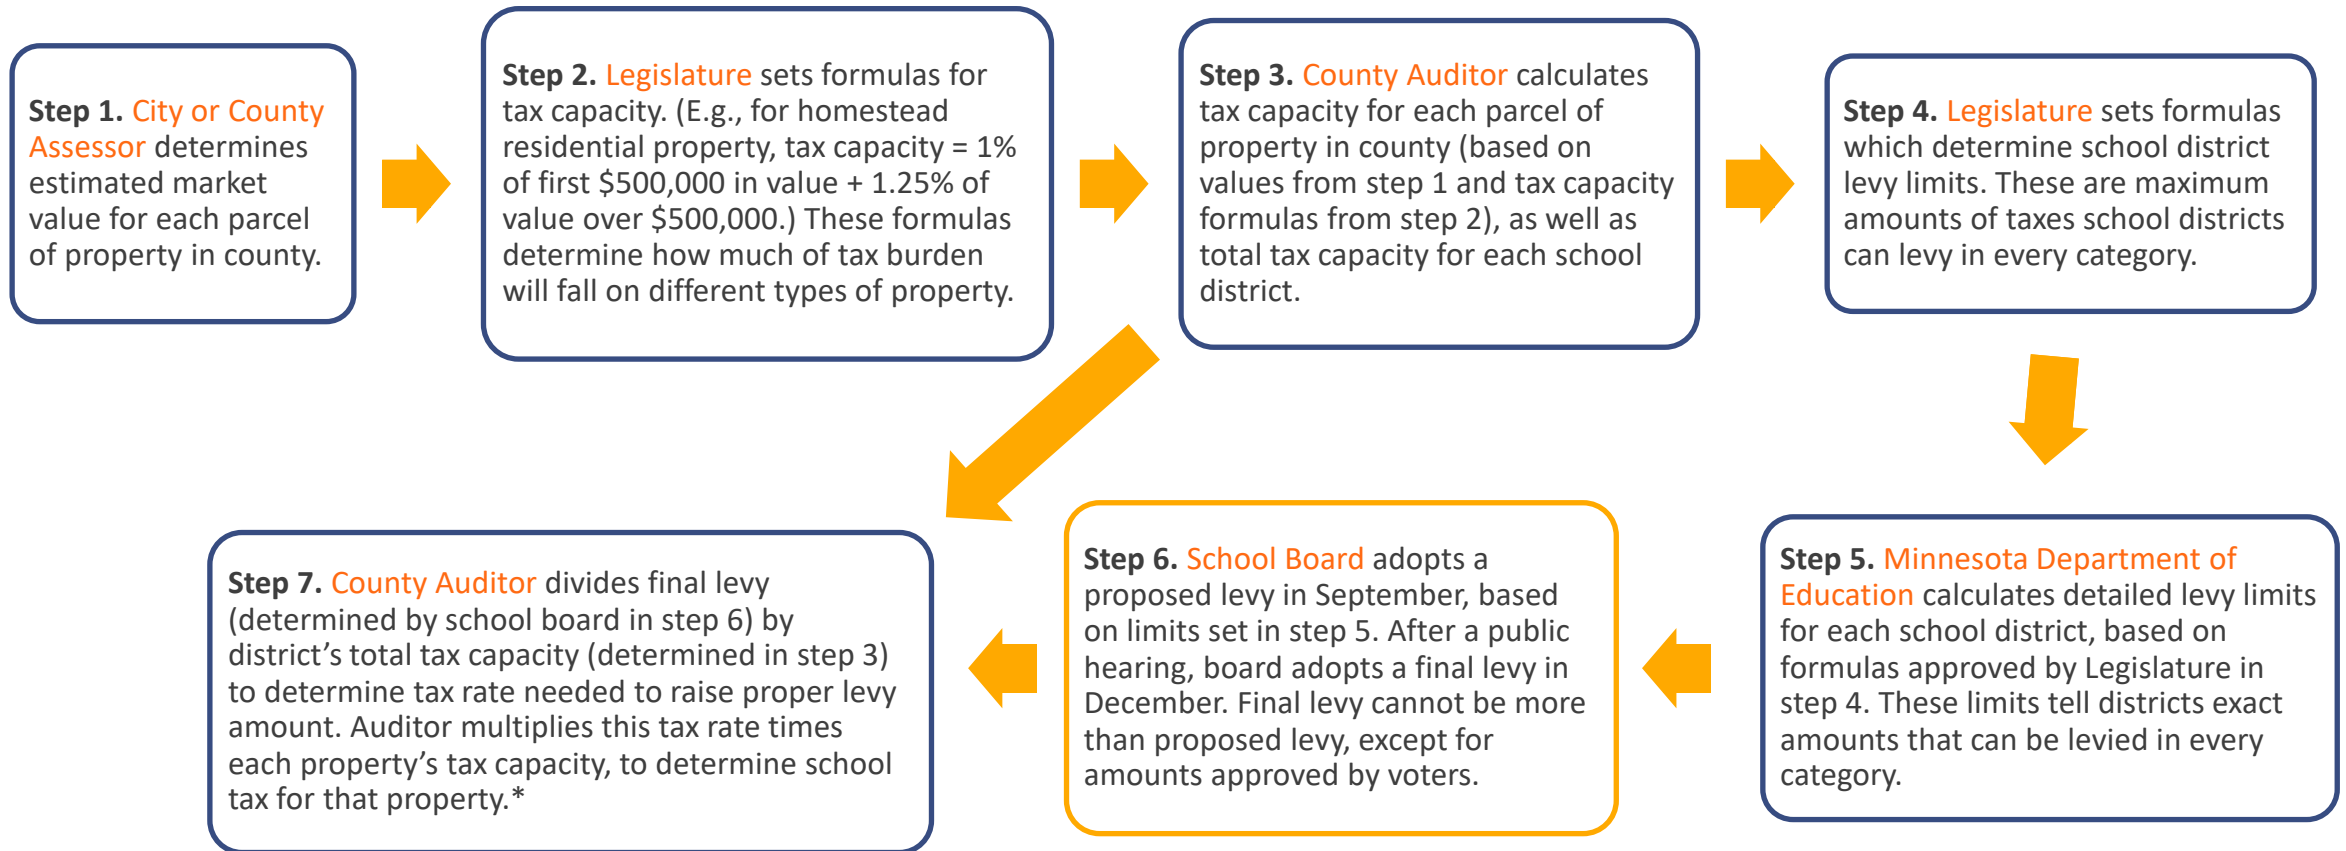 Step 1. City or County
Assessor determines
estimated market
value for each parcel
of property in county.
Step 2. Legislature sets formulas for
tax capacity. (E.g., for homestead
residential property, tax capacity = 1%
of first $500,000 in value + 1.25% of
value over $500,000.) These formulas
determine how much of tax burden
will fall on different types of property.
Step 3. County Auditor calculates
tax capacity for each parcel of
property in county (based on
values from step 1 and tax capacity
formulas from step 2), as well as
total tax capacity for each school
district.
Step 4. Legislature sets formulas
which determine school district
levy limits. These are maximum
amounts of taxes school districts
can levy in every category.
Step 5. Minnesota Department of
Education calculates detailed levy limits
for each school district, based on
formulas approved by Legislature in
step 4. These limits tell districts exact
amounts that can be levied in every
category.
Step 6. School Board adopts a
proposed levy in September, based
on limits set in step 5. After a public
hearing, board adopts a final levy in
December. Final levy cannot be more
than proposed levy, except for
amounts approved by voters.
Step 7. County Auditor divides final levy
(determined by school board in step 6) by
district’s total tax capacity (determined in step 3)
to determine tax rate needed to raise proper levy
amount. Auditor multiplies this tax rate times
each property’s tax capacity, to determine school
tax for that property.*